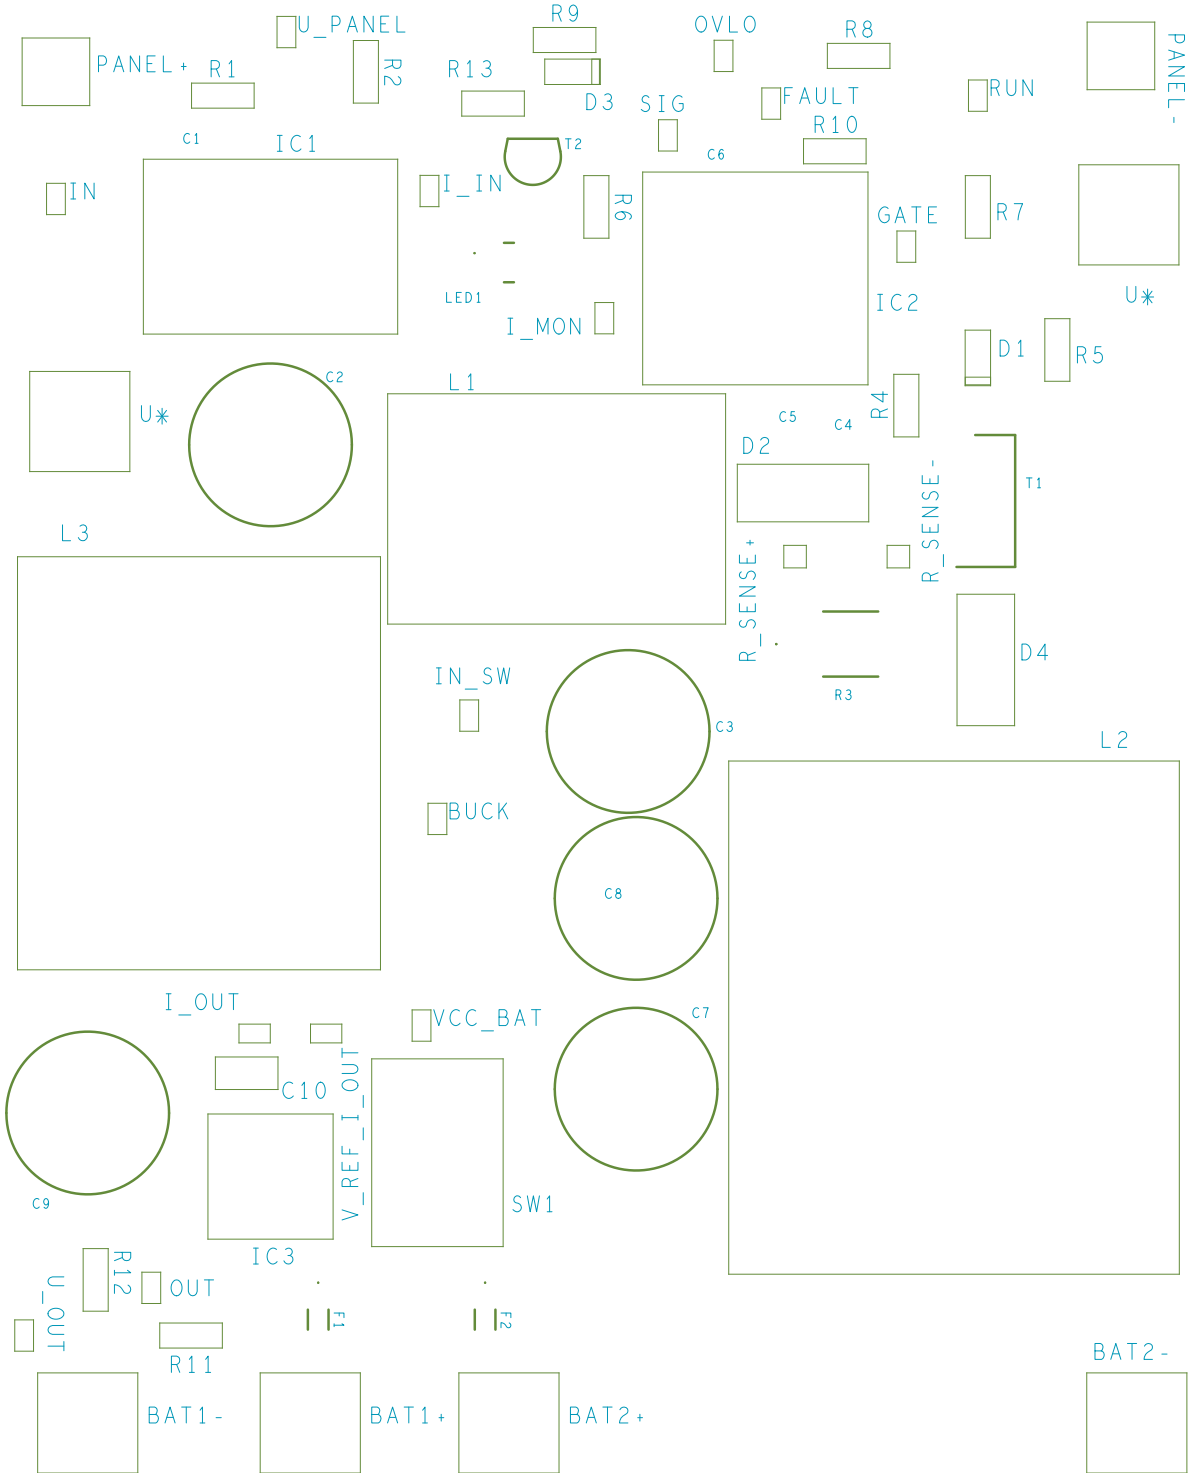 U_PANEL
R9
OVLO
R8
PANEL+
R1
R2
R13
D3
SIG
FAULT
RUN
PANEL-
C1
IC1
T2
R10
C6
IN
I_IN
R6
GATE
R7
LED1
I_MON
IC2
U*
C2
L1
D1
R5
U*
R4
C5
C4
D2
R_SENSE-
T1
L3
R_SENSE+
D4
IN_SW
R3
C3
L2
BUCK
C8
I_OUT
VCC_BAT
C7
C10
V_REF_I_OUT
C9
SW1
IC3
R12
OUT
U_OUT
F1
F2
R11
BAT2-
BAT1-
BAT1+
BAT2+